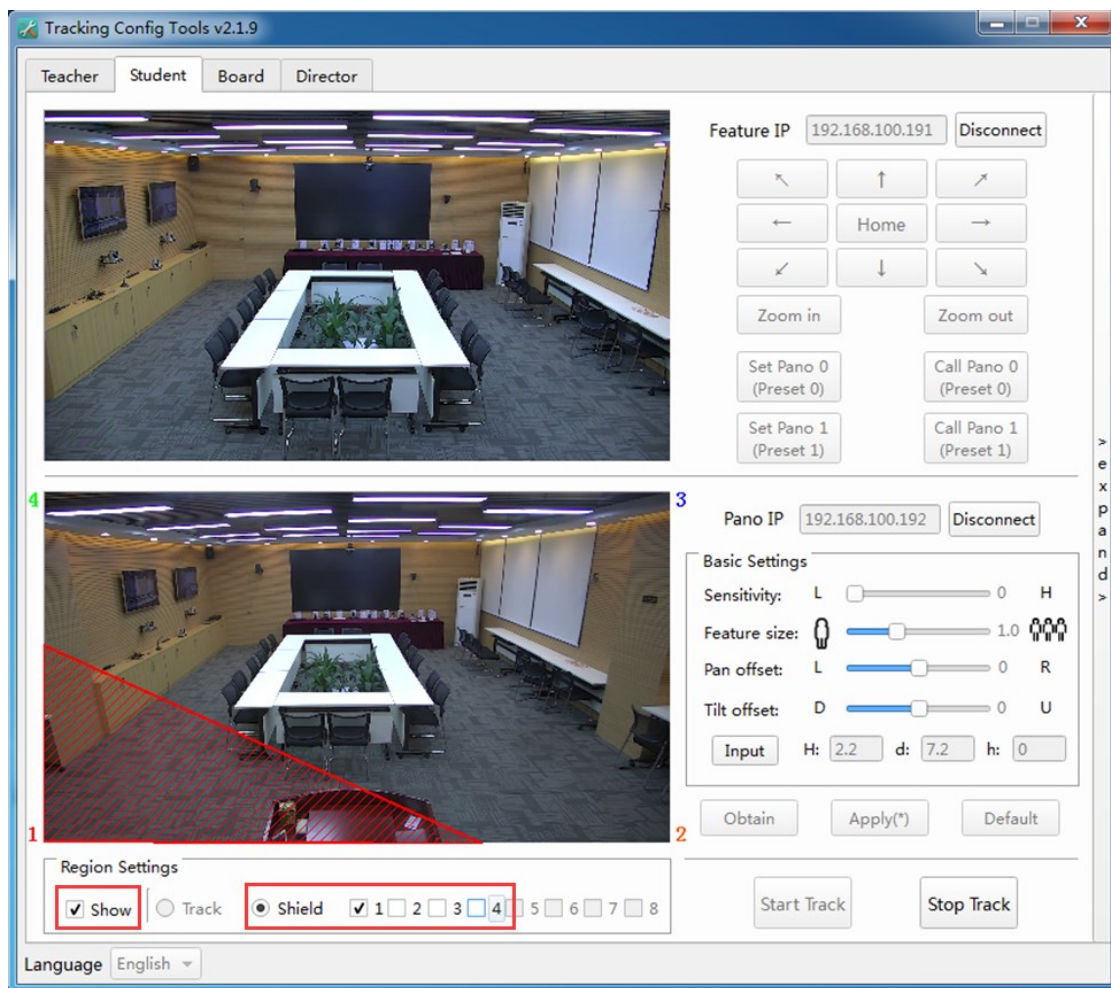 Tracking Config Tools v2.1.9
Teacher Student Board Director
Feature IP 192.168.100.191 Disconnect
↖ ↑ ↗
← Home →
↙ ↓ ↘
Zoom in Zoom out
Set Pano 0 (Preset 0) Call Pano 0 (Preset 0)
Set Pano 1 (Preset 1) Call Pano 1 (Preset 1)
> expand >
4 3
1 2
Pano IP 192.168.100.192 Disconnect
Basic Settings
Sensitivity: L 0 H
Feature size: 1.0
Pan offset: L 0 R
Tilt offset: D 0 U
Input H: 2.2 d: 7.2 h: 0
Obtain Apply(*) Default
Region Settings
Show Track Shield 1 2 3 4 5 6 7 8
Start Track Stop Track
Language English